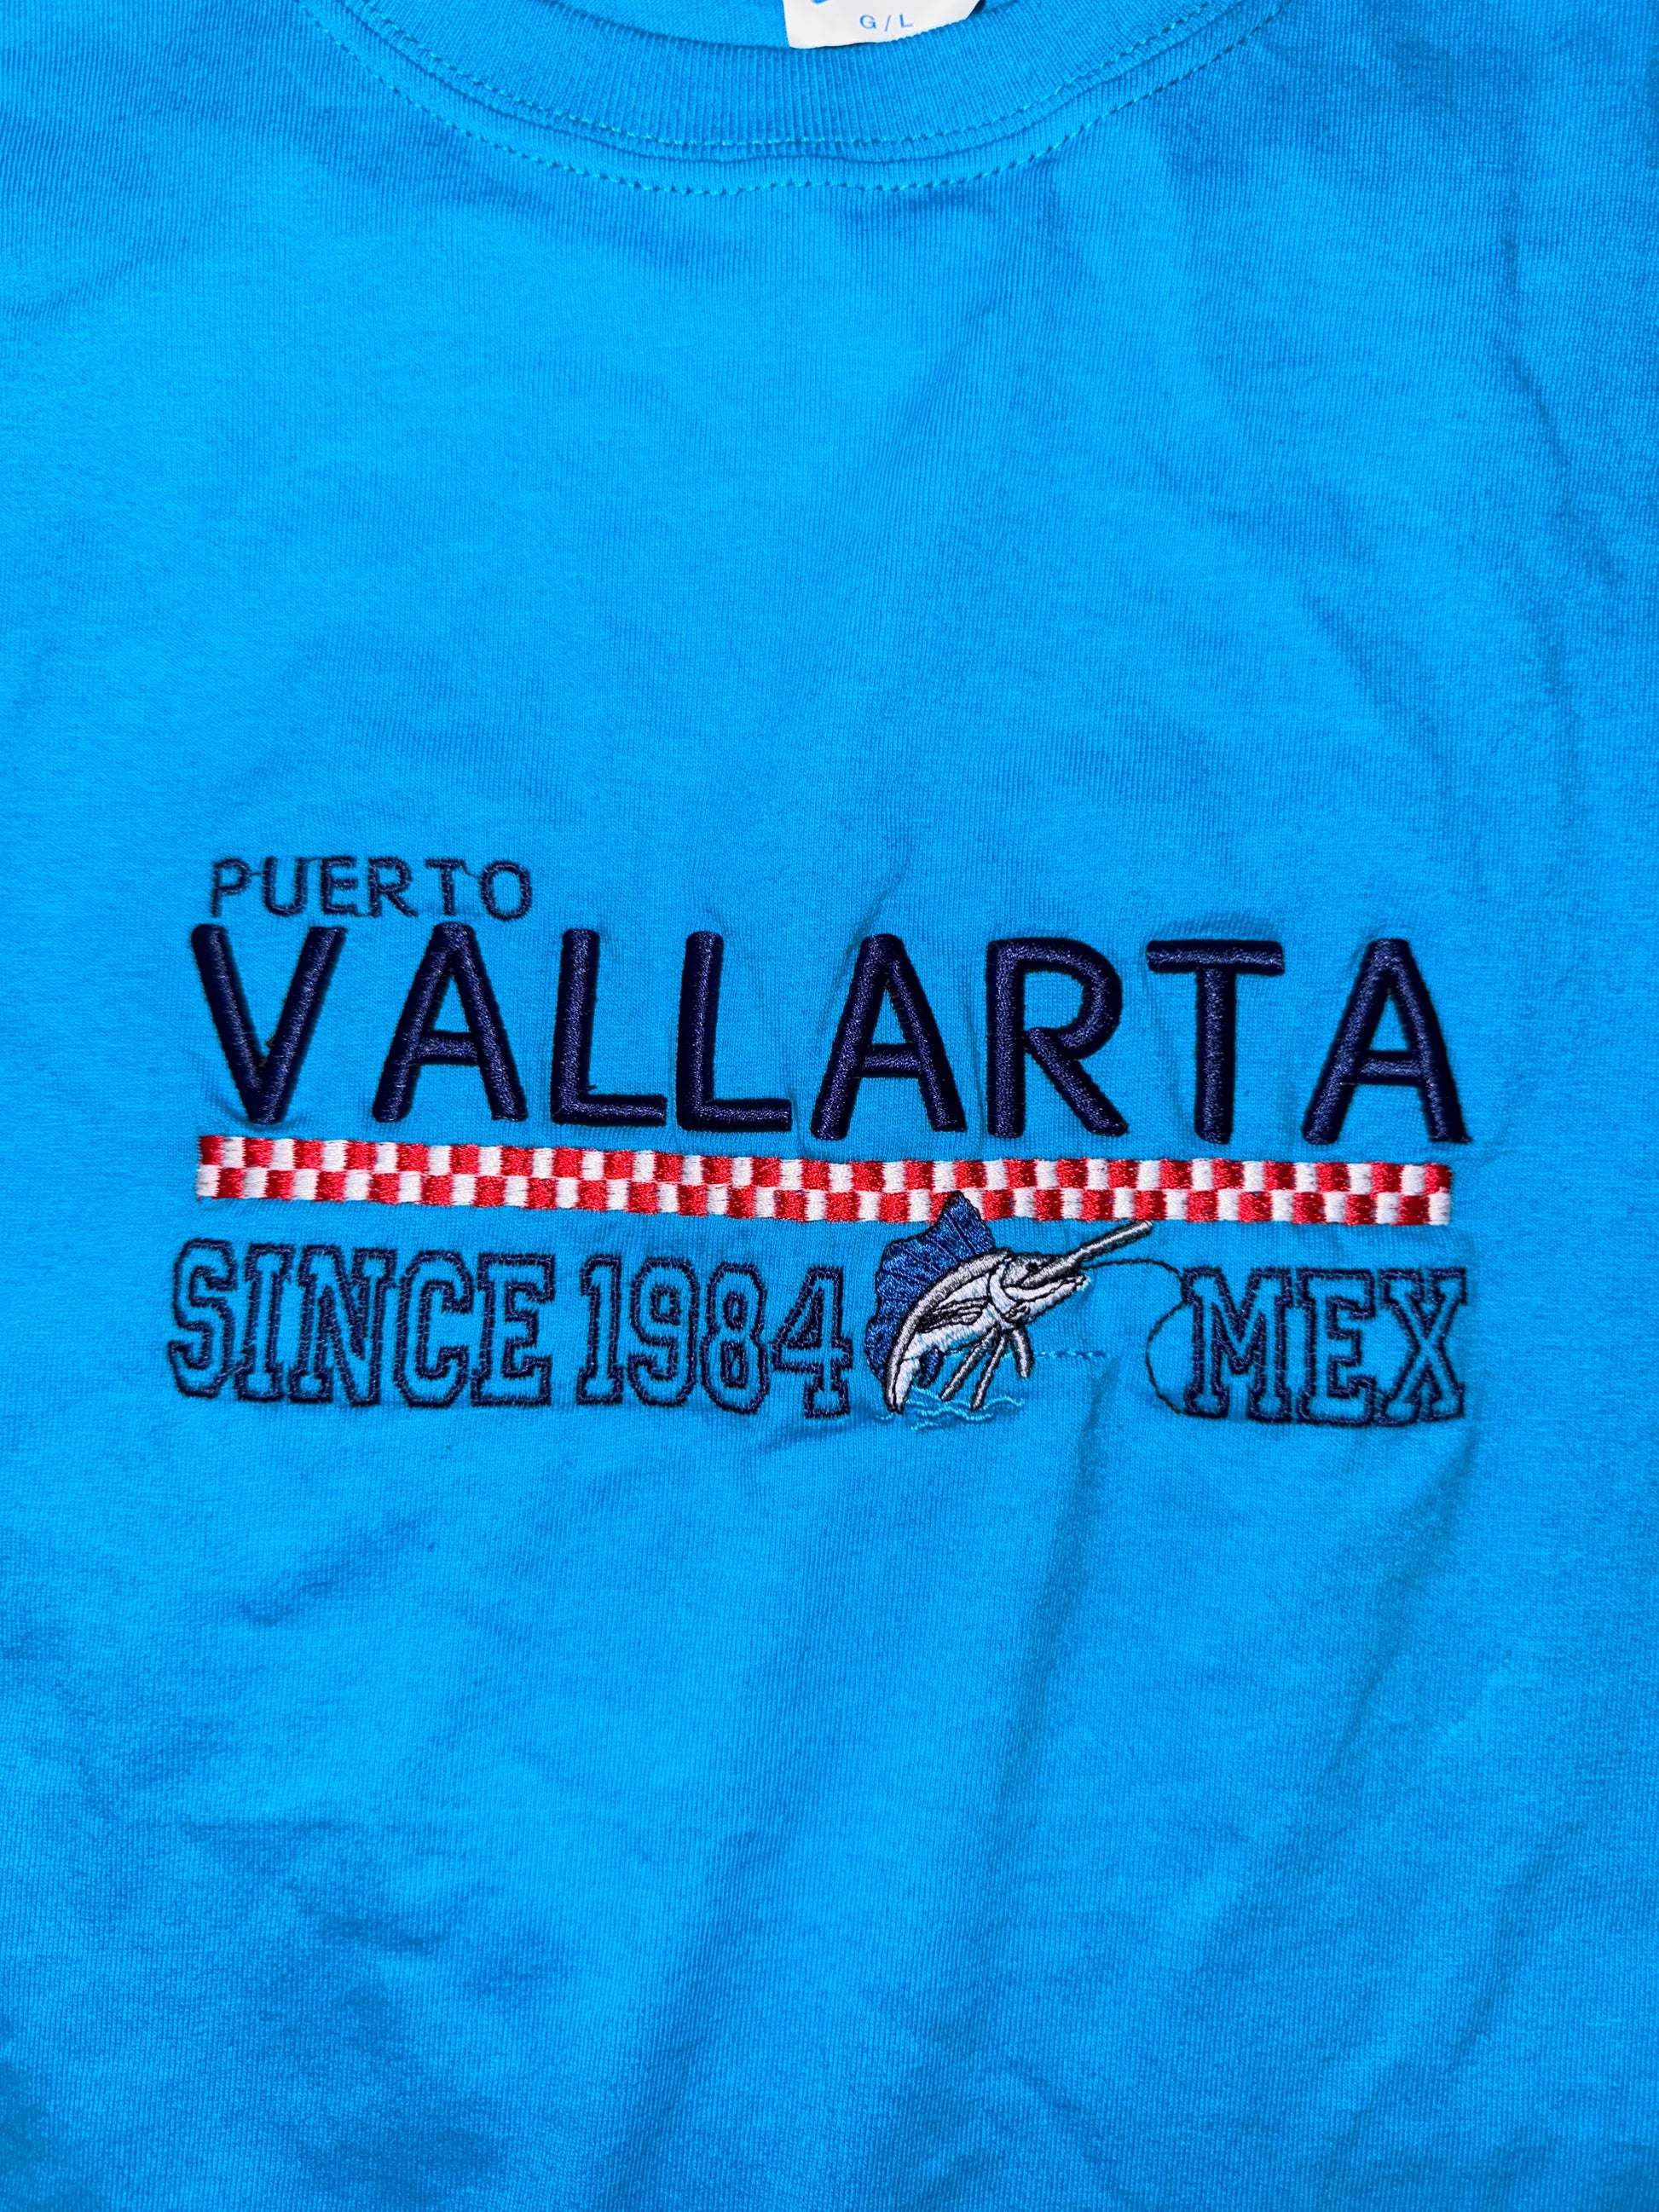 G / L
PUERTO
VALLARTA
SINCE 1984 MEX